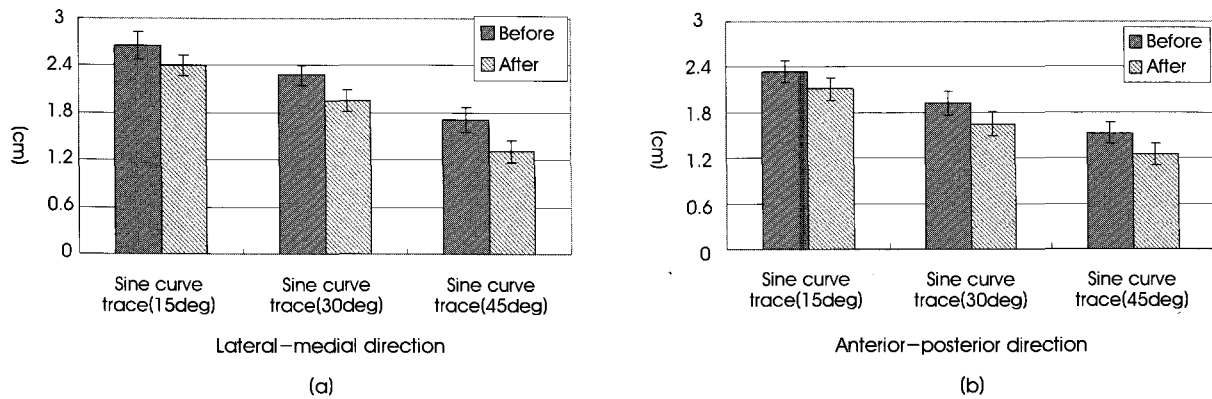 3
2.4
1.8
1.2
0.6
0
(cm)
Before
After
Sine curve
trace(15deg)
Sine curve
trace(30deg)
Sine curve
trace(45deg)
Lateral−medial direction
(a)
3
2.4
1.8
1.2
0.6
0
(cm)
Before
After
Sine curve
trace(15deg)
Sine curve
trace(30deg)
Sine curve
trace(45deg)
Anterior−posterior direction
(b)